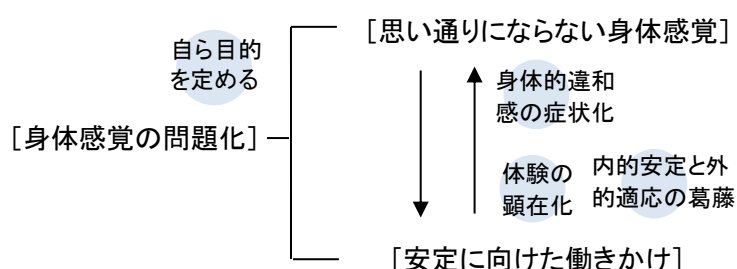 [思い通りにならない身体感覚]
自ら目的
を定める
身体的違和
感の症状化
[身体感覚の問題化]
体験の
顕在化
内的安定と外
的適応の葛藤
[安定に向けた働きかけ]